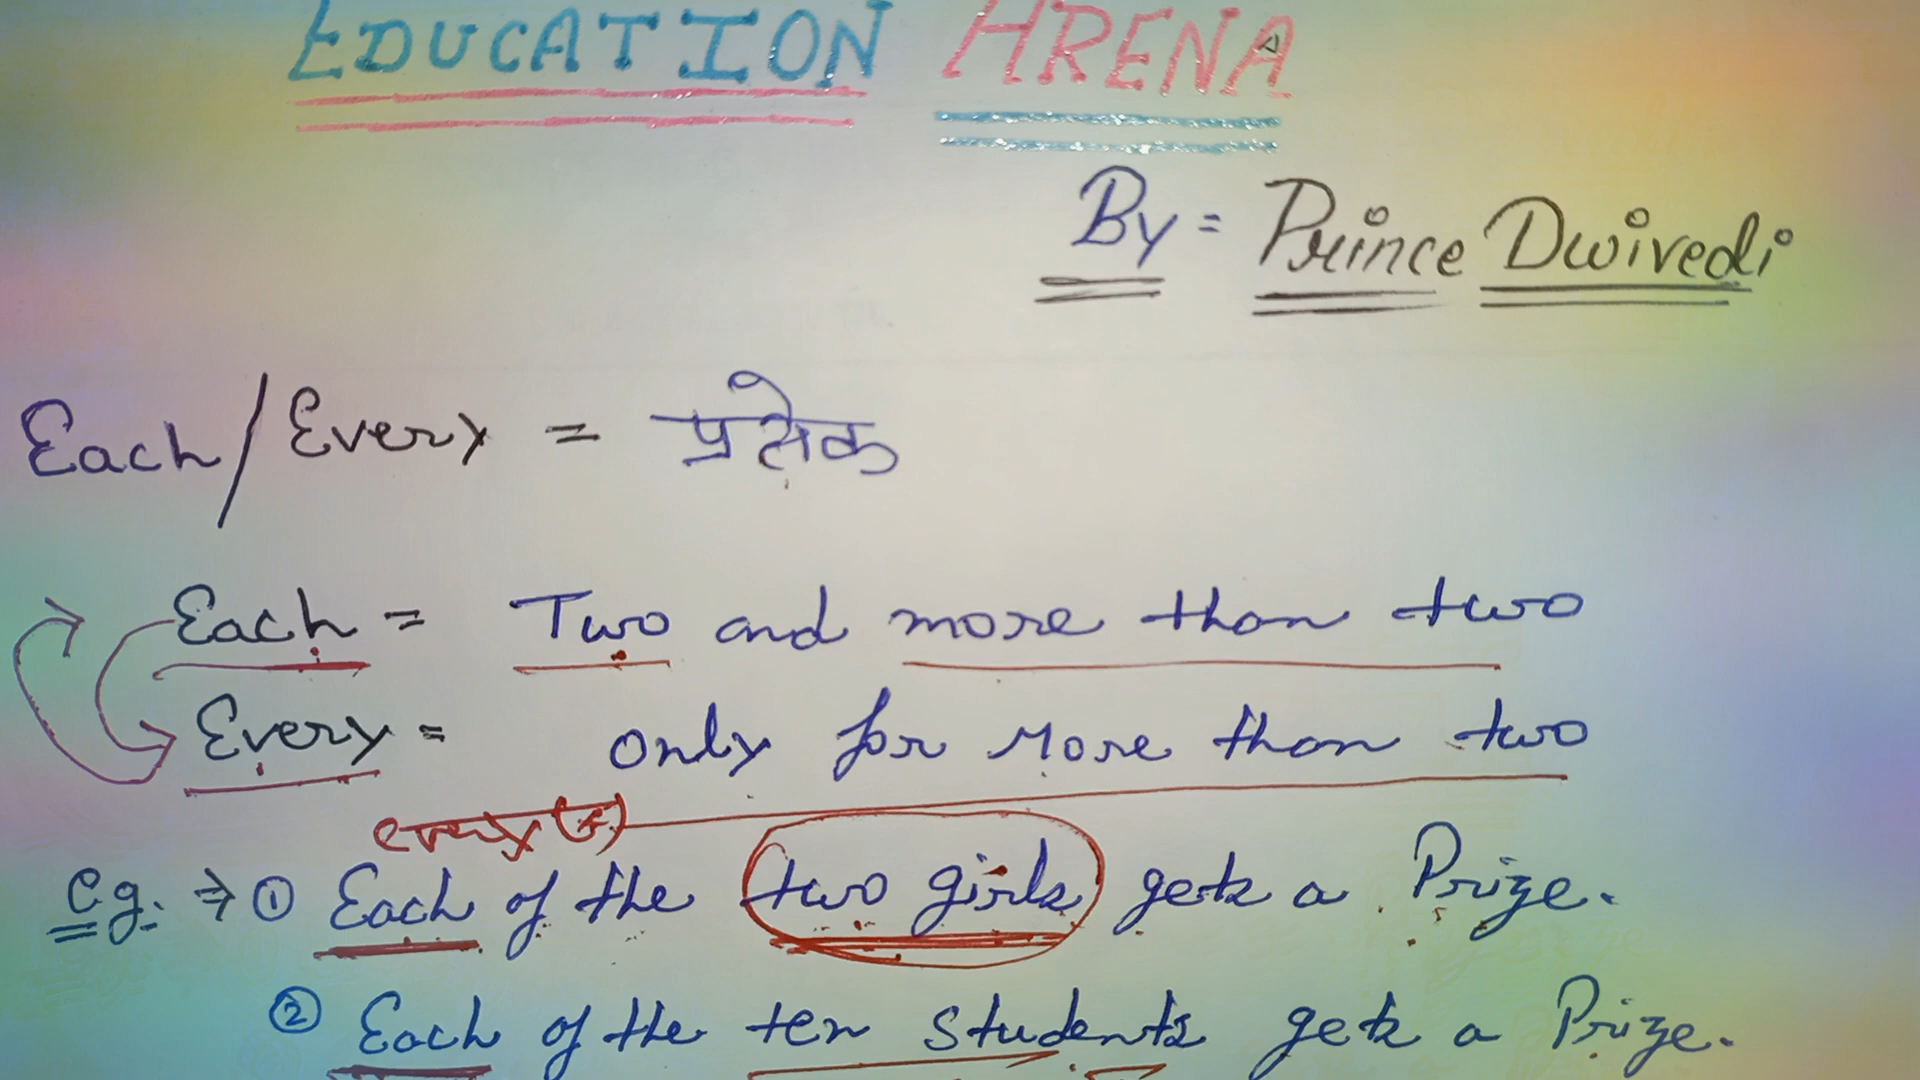 EDUCATION ARENA
By = Prince Dwivedi
Each/Every = प्रत्येक
Each = Two and more than two
Every = only for More than two
every (×)
e.g. ⇒ ① Each of the two girls gets a Prize.
② Each of the ten students gets a Prize.